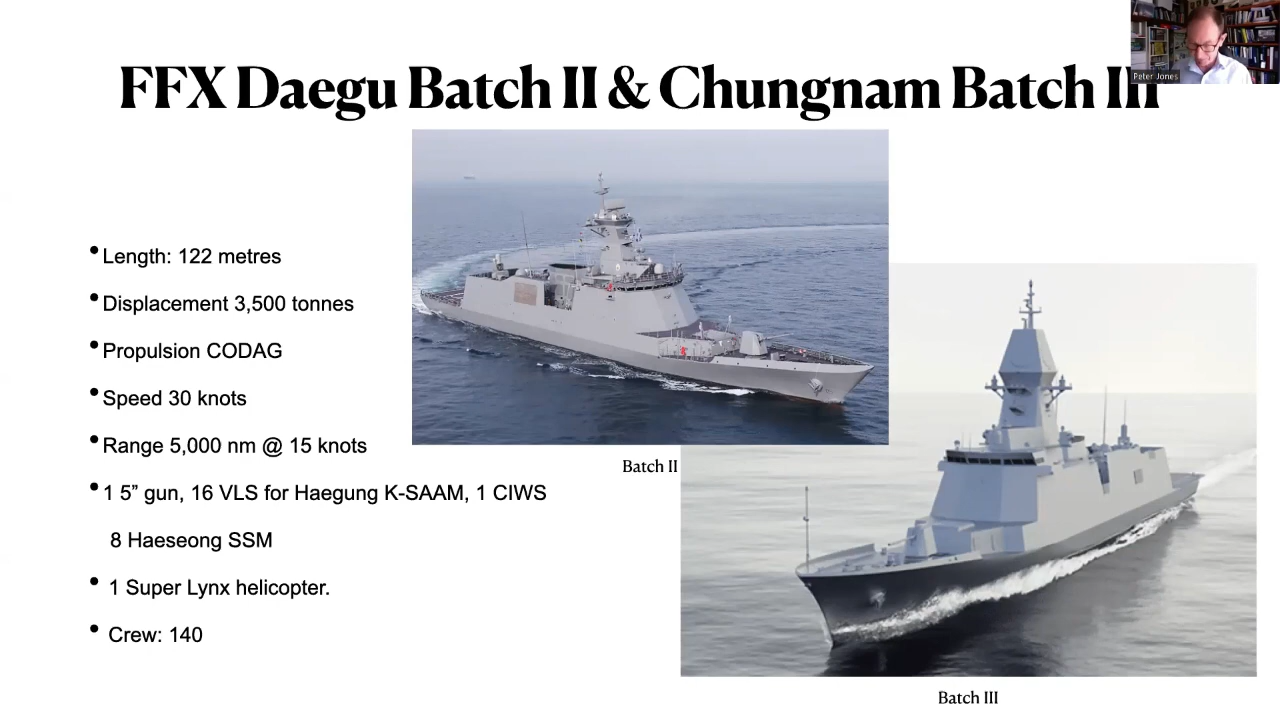 Peter Jones
FFX Daegu Batch II & Chungnam Batch III
• Length: 122 metres
• Displacement 3,500 tonnes
• Propulsion CODAG
• Speed 30 knots
• Range 5,000 nm @ 15 knots
• 1 5” gun, 16 VLS for Haegung K-SAAM, 1 CIWS
8 Haeseong SSM
• 1 Super Lynx helicopter.
• Crew: 140
Batch II
Batch III